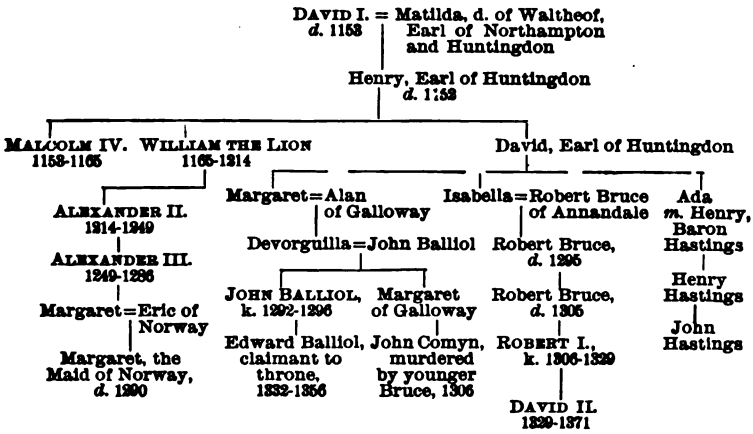 DAVID I. = Matilda, d. of Waltheof,
d. 1153 Earl of Northampton
and Huntingdon
Henry, Earl of Huntingdon
d. 1152
MALCOLM IV. WILLIAM THE LION David, Earl of Huntingdon
1153-1165 1165-1214
Margaret=Alan Isabella=Robert Bruce Ada
of Galloway of Annandale m. Henry,
Baron
Hastings
ALEXANDER II.
1214-1249
Devorguilla=John Balliol Robert Bruce,
d. 1295
ALEXANDER III.
1249-1286
Henry
Hastings
JOHN BALLIOL, Margaret Robert Bruce,
k. 1292-1296 of Galloway d. 1305
Margaret=Eric of
Norway
John
Hastings
Edward Balliol, John Comyn, ROBERT I.,
claimant to murdered k. 1306-1329
throne, by younger
1332-1356 Bruce, 1306
Margaret, the
Maid of Norway,
d. 1290
DAVID II.
1329-1371